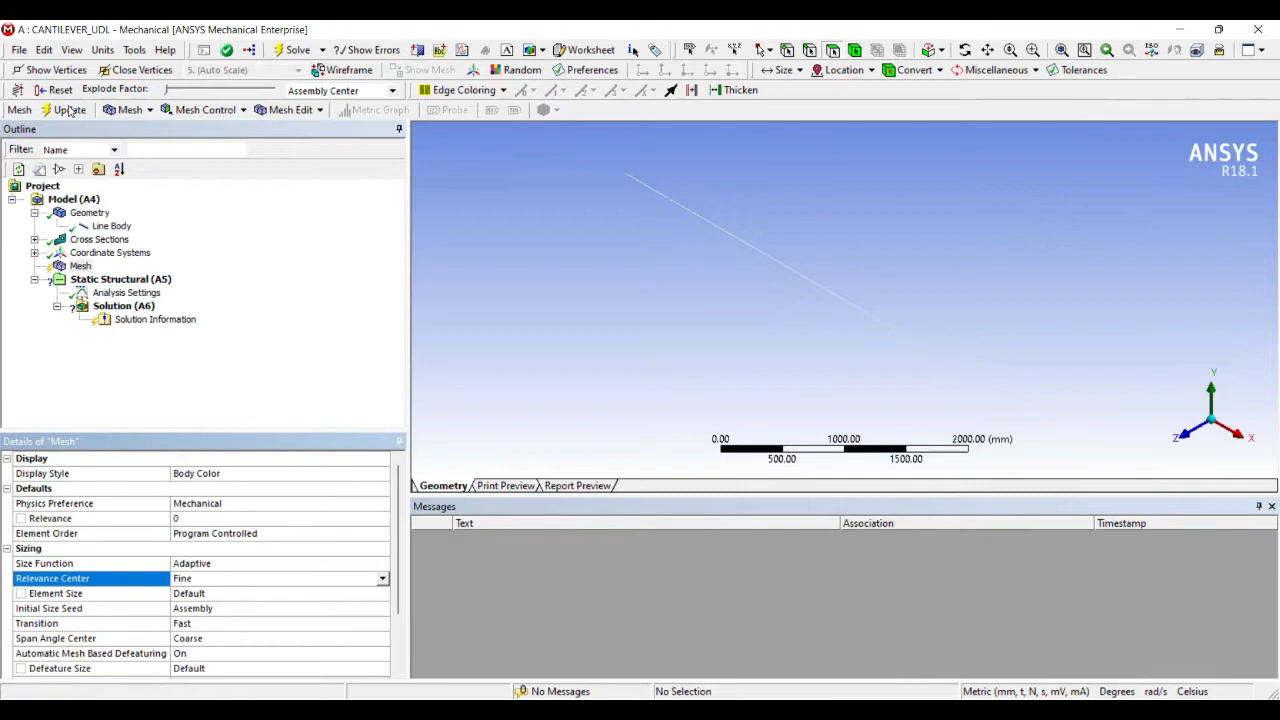 A : CANTILEVER_UDL - Mechanical [ANSYS Mechanical Enterprise]
File Edit View Units Tools Help Solve ?/ Show Errors Worksheet
Show Vertices Close Vertices 5. (Auto Scale) Wireframe Show Mesh Random Preferences Size Location Convert Miscellaneous Tolerances
Reset Explode Factor: Assembly Center Edge Coloring Thicken
Mesh Update Mesh Mesh Control Mesh Edit Metric Graph Probe
Outline
Filter: Name
Project
Model (A4)
Geometry
Line Body
Cross Sections
Coordinate Systems
Mesh
Static Structural (A5)
Analysis Settings
Solution (A6)
Solution Information
ANSYS
R18.1
Y
Z X
0.00 1000.00 2000.00 (mm)
500.00 1500.00
Geometry Print Preview Report Preview
Details of "Mesh"
Display
Display Style Body Color
Defaults
Physics Preference Mechanical
Relevance 0
Element Order Program Controlled
Sizing
Size Function Adaptive
Relevance Center Fine
Element Size Default
Initial Size Seed Assembly
Transition Fast
Span Angle Center Coarse
Automatic Mesh Based Defeaturing On
Defeature Size Default
Messages
Text Association Timestamp
0 No Messages No Selection Metric (mm, t, N, s, mV, mA) Degrees rad/s Celsius